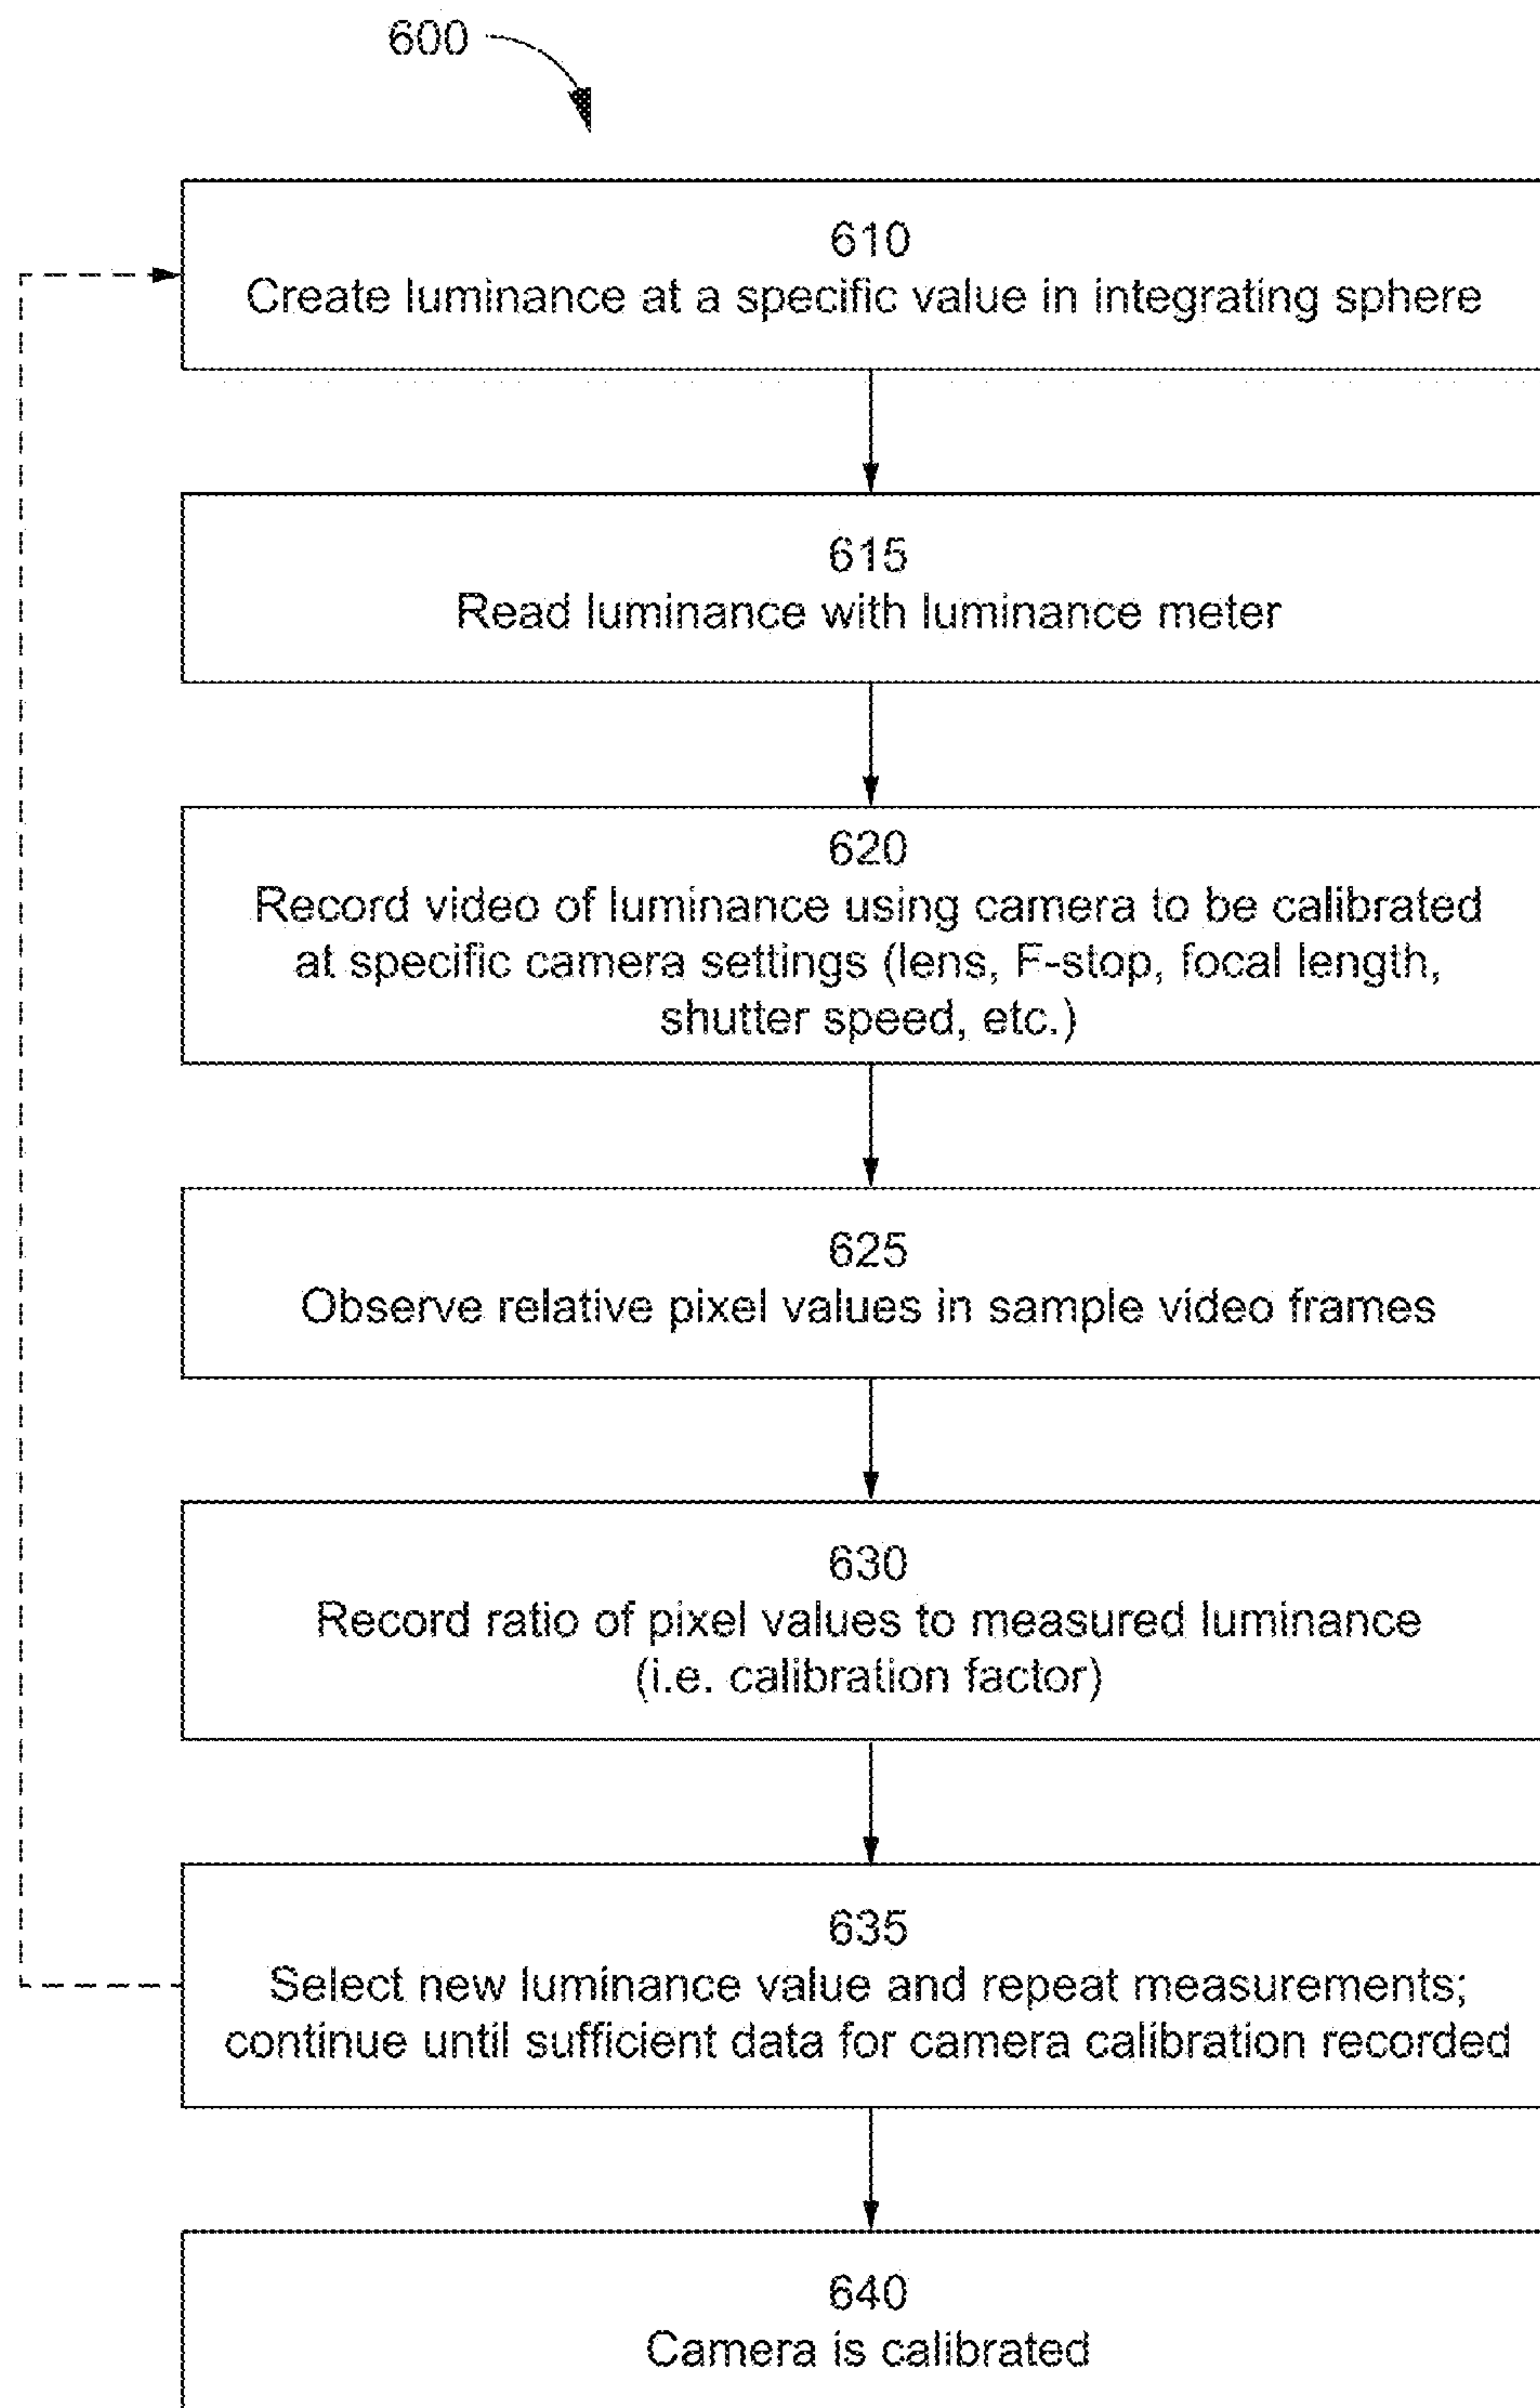 600
610
Create luminance at a specific value in integrating sphere
615
Read luminance with luminance meter
620
Record video of luminance using camera to be calibrated
at specific camera settings (lens, F-stop, focal length,
shutter speed, etc.)
625
Observe relative pixel values in sample video frames
630
Record ratio of pixel values to measured luminance
(i.e. calibration factor)
635
Select new luminance value and repeat measurements;
continue until sufficient data for camera calibration recorded
640
Camera is calibrated